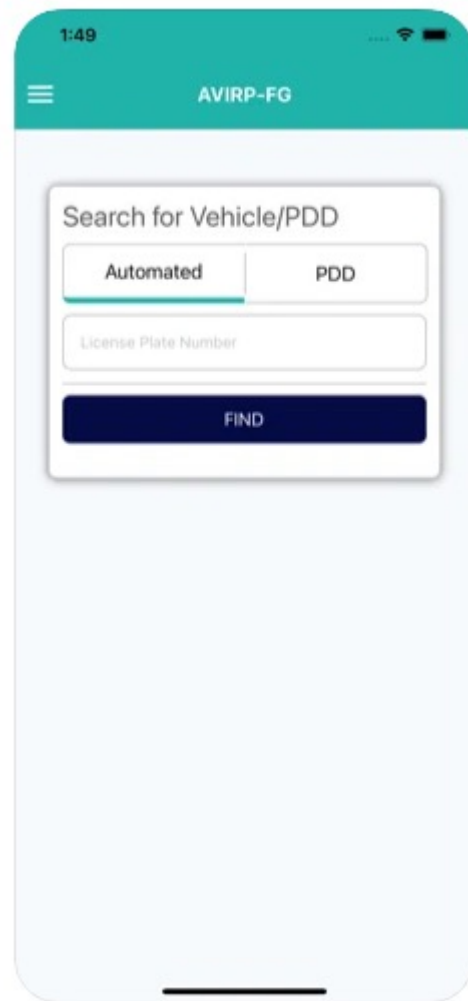 1:49
AVIRP-FG
Search for Vehicle/PDD
Automated PDD
License Plate Number
FIND